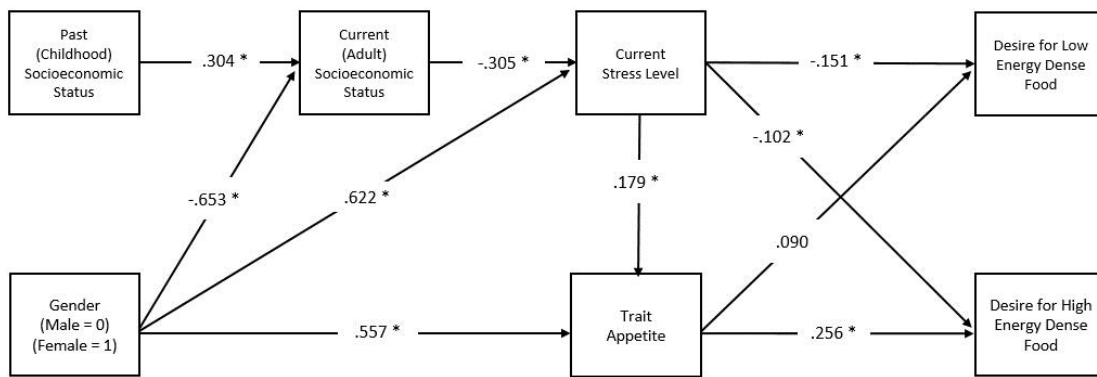 Past
(Childhood)
Socioeconomic
Status
.304 *
Current
(Adult)
Socioeconomic
Status
-.305 *
Current
Stress Level
-.151 *
Desire for Low
Energy Dense
Food
-.102 *
.179 *
-.653 *
.622 *
.090
Gender
(Male = 0)
(Female = 1)
.557 *
Trait
Appetite
.256 *
Desire for High
Energy Dense
Food